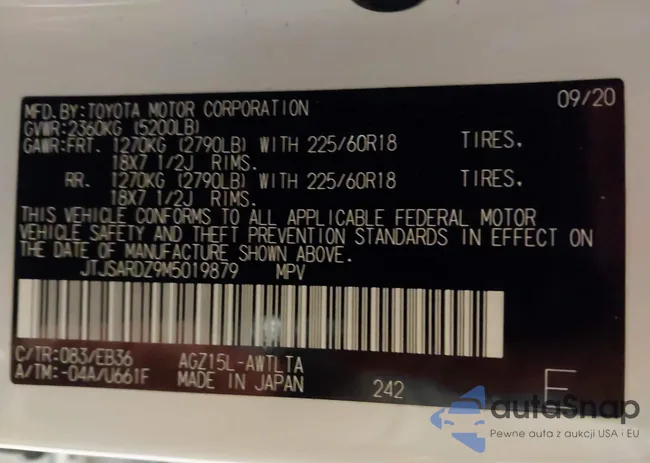 MFD.BY:TOYOTA MOTOR CORPORATION 09/20
GVWR:2360KG (5200LB)
GAWR:FRT. 1270KG (2790LB) WITH 225/60R18 TIRES.
18X7 1/2J RIMS.
RR. 1270KG (2790LB) WITH 225/60R18 TIRES.
18X7 1/2J RIMS.
THIS VEHICLE CONFORMS TO ALL APPLICABLE FEDERAL MOTOR
VEHICLE SAFETY AND THEFT PREVENTION STANDARDS IN EFFECT ON
THE DATE OF MANUFACTURE SHOWN ABOVE.
JTJSARDZ9M5019879 MPV
C/TR:083/EB36 AGZ15L-AWTLTA
A/TM:-04A/U661F MADE IN JAPAN 242 E
autoSnap
Pewne auta z aukcji USA i EU